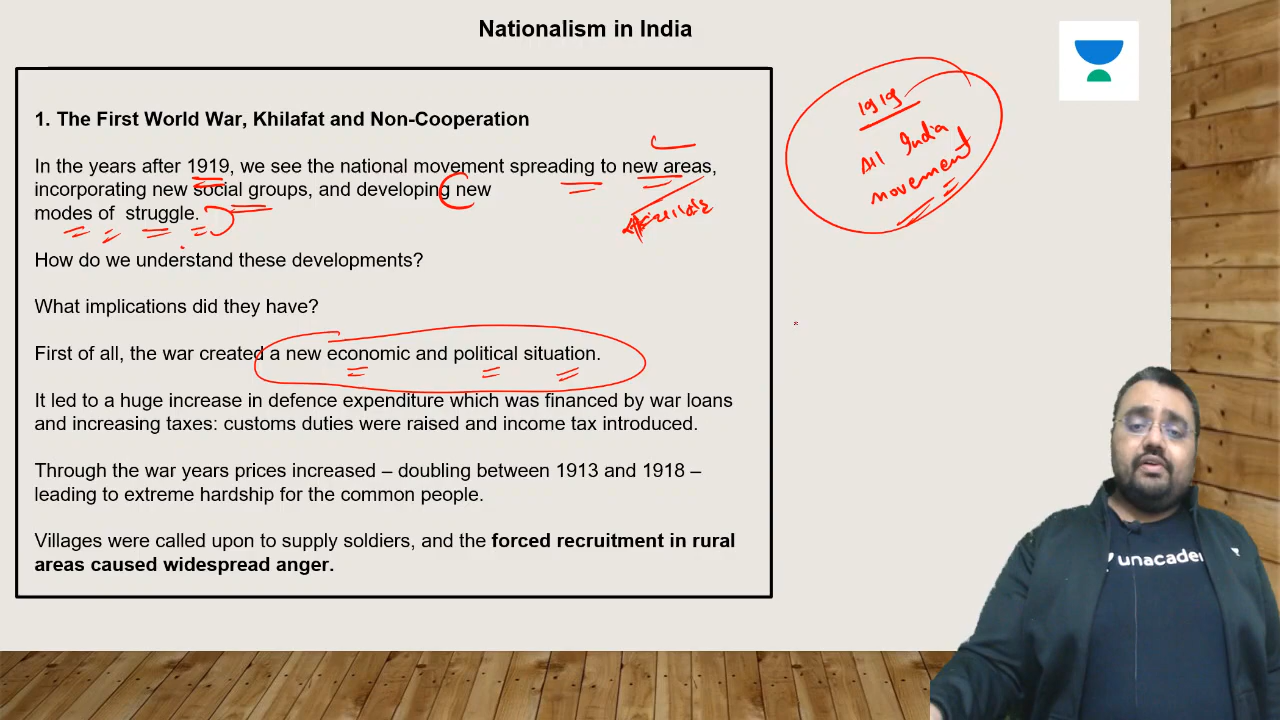 Nationalism in India
1. The First World War, Khilafat and Non-Cooperation
In the years after 1919, we see the national movement spreading to new areas,
incorporating new social groups, and developing new
modes of struggle.
How do we understand these developments?
What implications did they have?
First of all, the war created a new economic and political situation.
It led to a huge increase in defence expenditure which was financed by war loans
and increasing taxes: customs duties were raised and income tax introduced.
Through the war years prices increased – doubling between 1913 and 1918 –
leading to extreme hardship for the common people.
Villages were called upon to supply soldiers, and the forced recruitment in rural
areas caused widespread anger.
1919
All India
movement
unacade